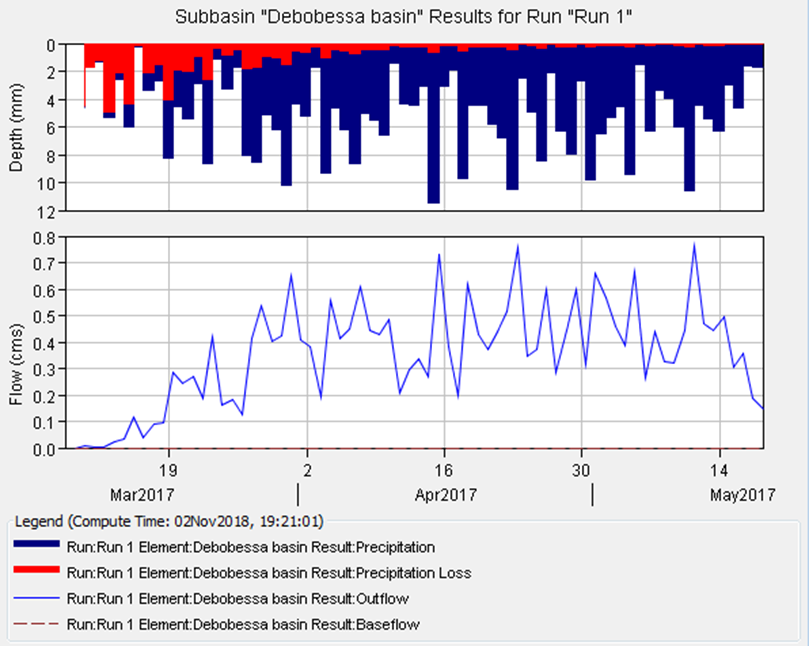 Subbasin "Debobessa basin" Results for Run "Run 1"
Depth (mm)
0
2
4
6
8
10
12
Flow (cms)
0.8
0.7
0.6
0.5
0.4
0.3
0.2
0.1
0.0
19 2 16 30 14
Mar2017 Apr2017 May2017
Legend (Compute Time: 02Nov2018, 19:21:01)
Run:Run 1 Element:Debobessa basin Result:Precipitation
Run:Run 1 Element:Debobessa basin Result:Precipitation Loss
Run:Run 1 Element:Debobessa basin Result:Outflow
Run:Run 1 Element:Debobessa basin Result:Baseflow